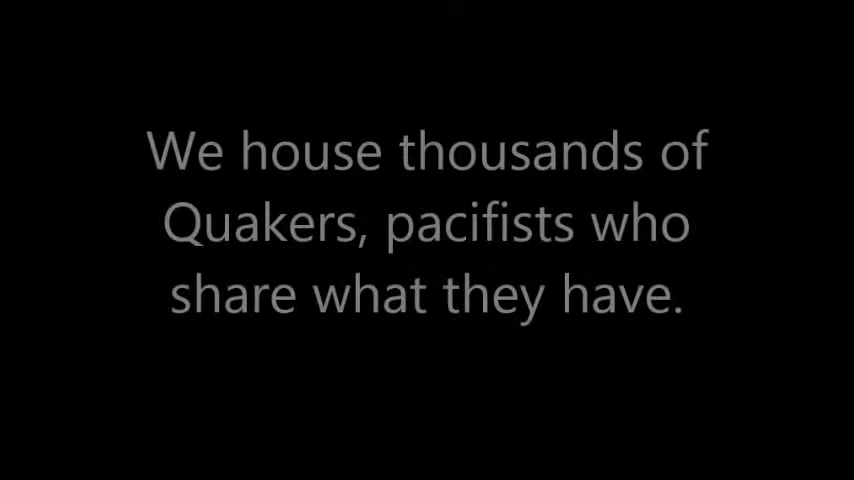 We house thousands of
Quakers, pacifists who
share what they have.